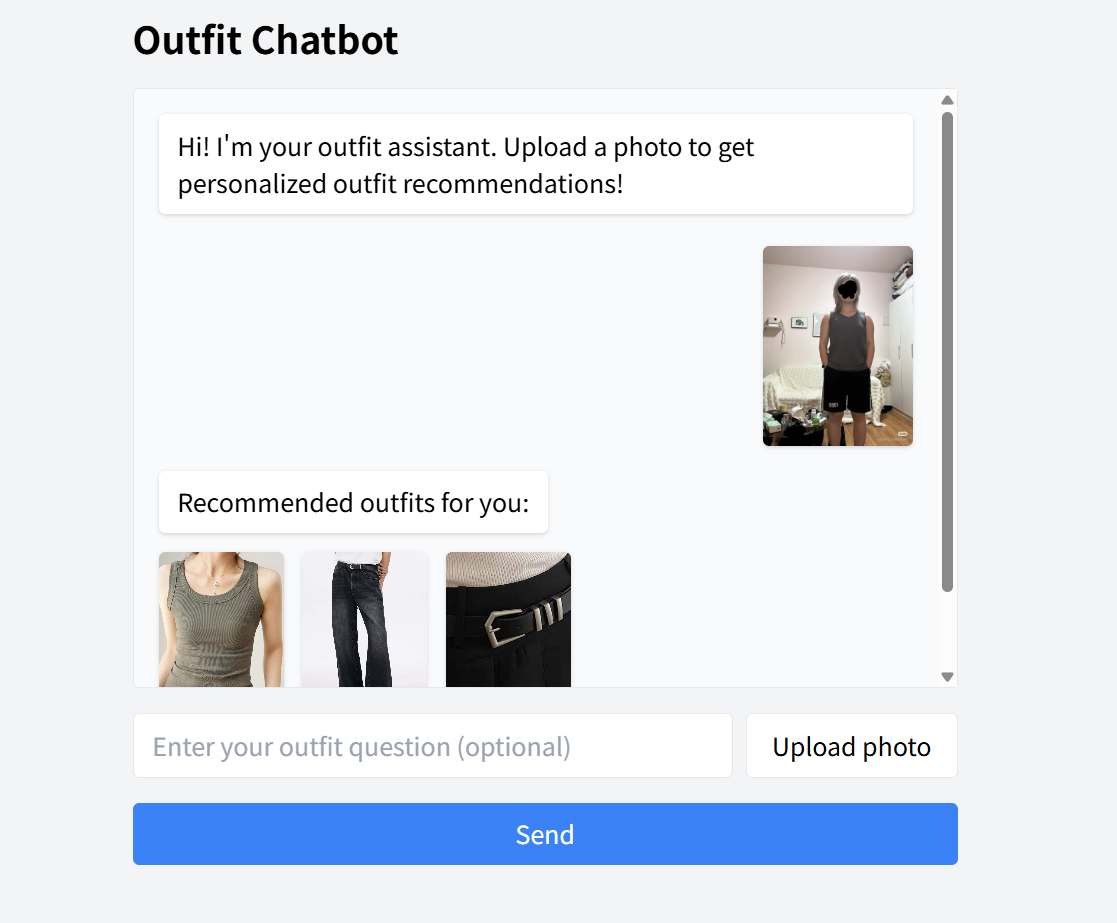 Outfit Chatbot
Hi! I'm your outfit assistant. Upload a photo to get
personalized outfit recommendations!
Recommended outfits for you:
Enter your outfit question (optional)
Upload photo
Send